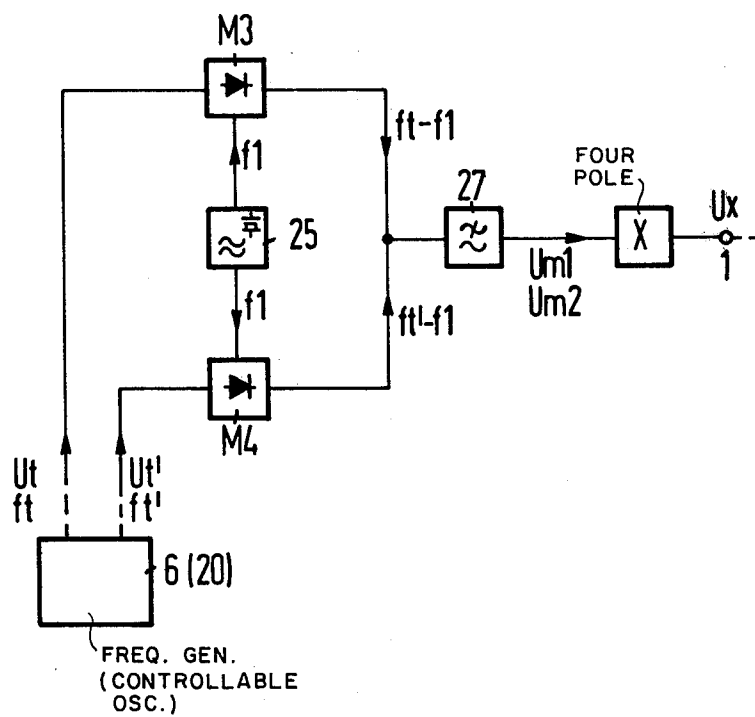 M3
ft-f1
f1
FOUR
POLE
27
Ux
25
X
Um1
Um2
1
f1
ft'-f1
M4
Ut
ft
Ut'
ft'
6 (20)
FREQ. GEN.
(CONTROLLABLE
OSC.)